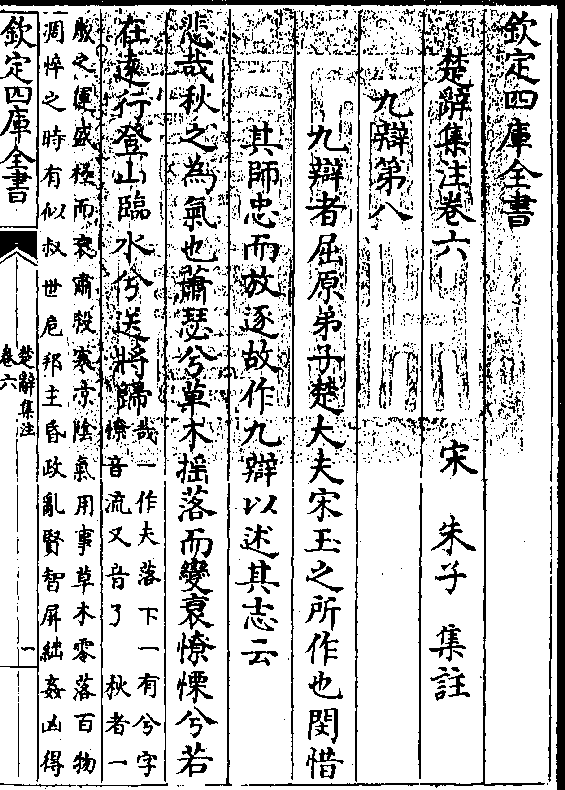 欽定四庫全書
楚辭集注卷六
宋 朱子 集註
九辯第八
九辯者屈原弟子楚大夫宋玉之所作也閔惜
其師忠而放逐故作九辯以述其志云
悲哉秋之為氣也蕭瑟兮草木揺落而變衰憭慄兮若
在逺行登山臨水兮送將歸
哉一作夫落下一有兮字
憭音流又音了 秋者一
歳之運盛極而衰肅殺寒凉隂氣用事草木零落百物
凋悴之時有似叔世危邦主昏政亂賢智屏絀姦凶得
欽定四庫全書
楚辭集注
卷六
一